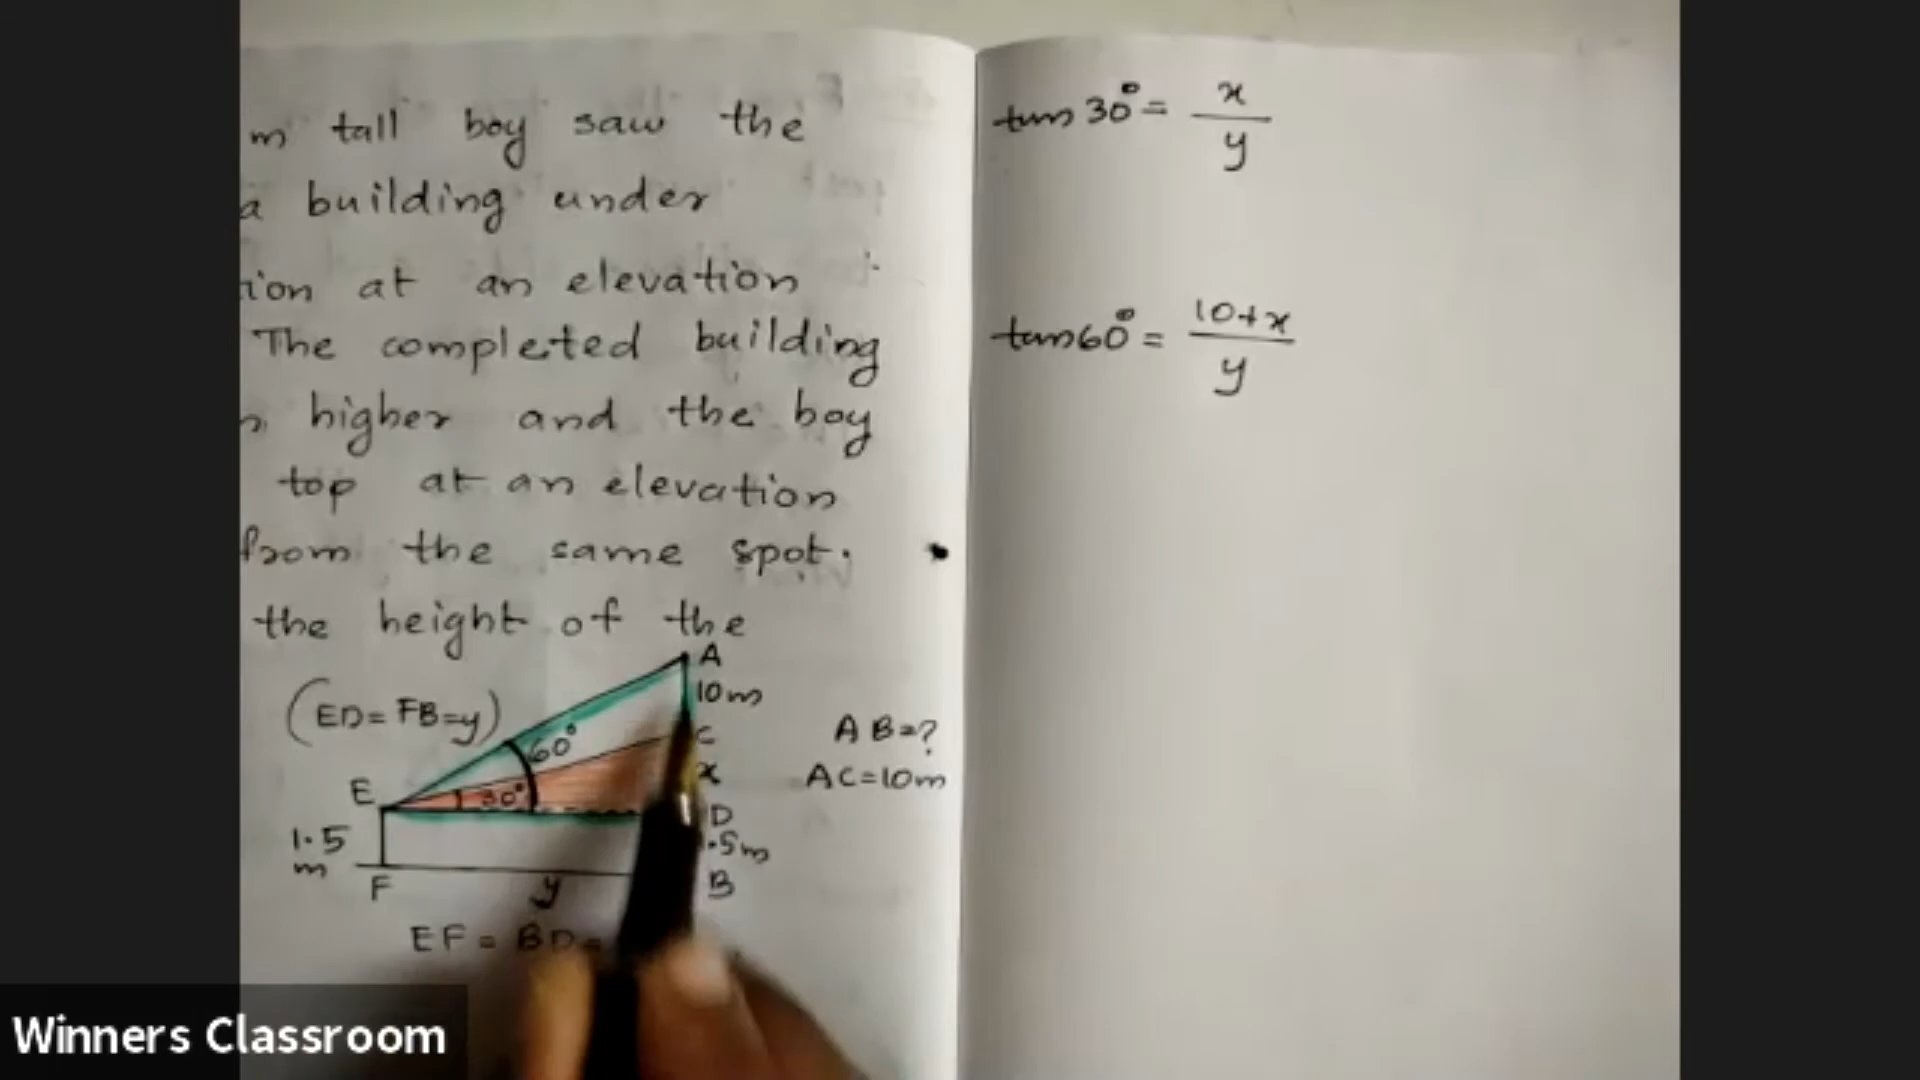 m tall boy saw the
a building under
tion at an elevation
The completed building
higher and the boy
top at an elevation
from the same spot.
the height of the
A
10m
(ED=FB=y)
60°
C
AB=?
x
AC=10m
E
30°
D
1.5
m
.5m
F
y
B
EF = BD =
tan 30° = x/y
tan 60° = 10+x/y
Winners Classroom